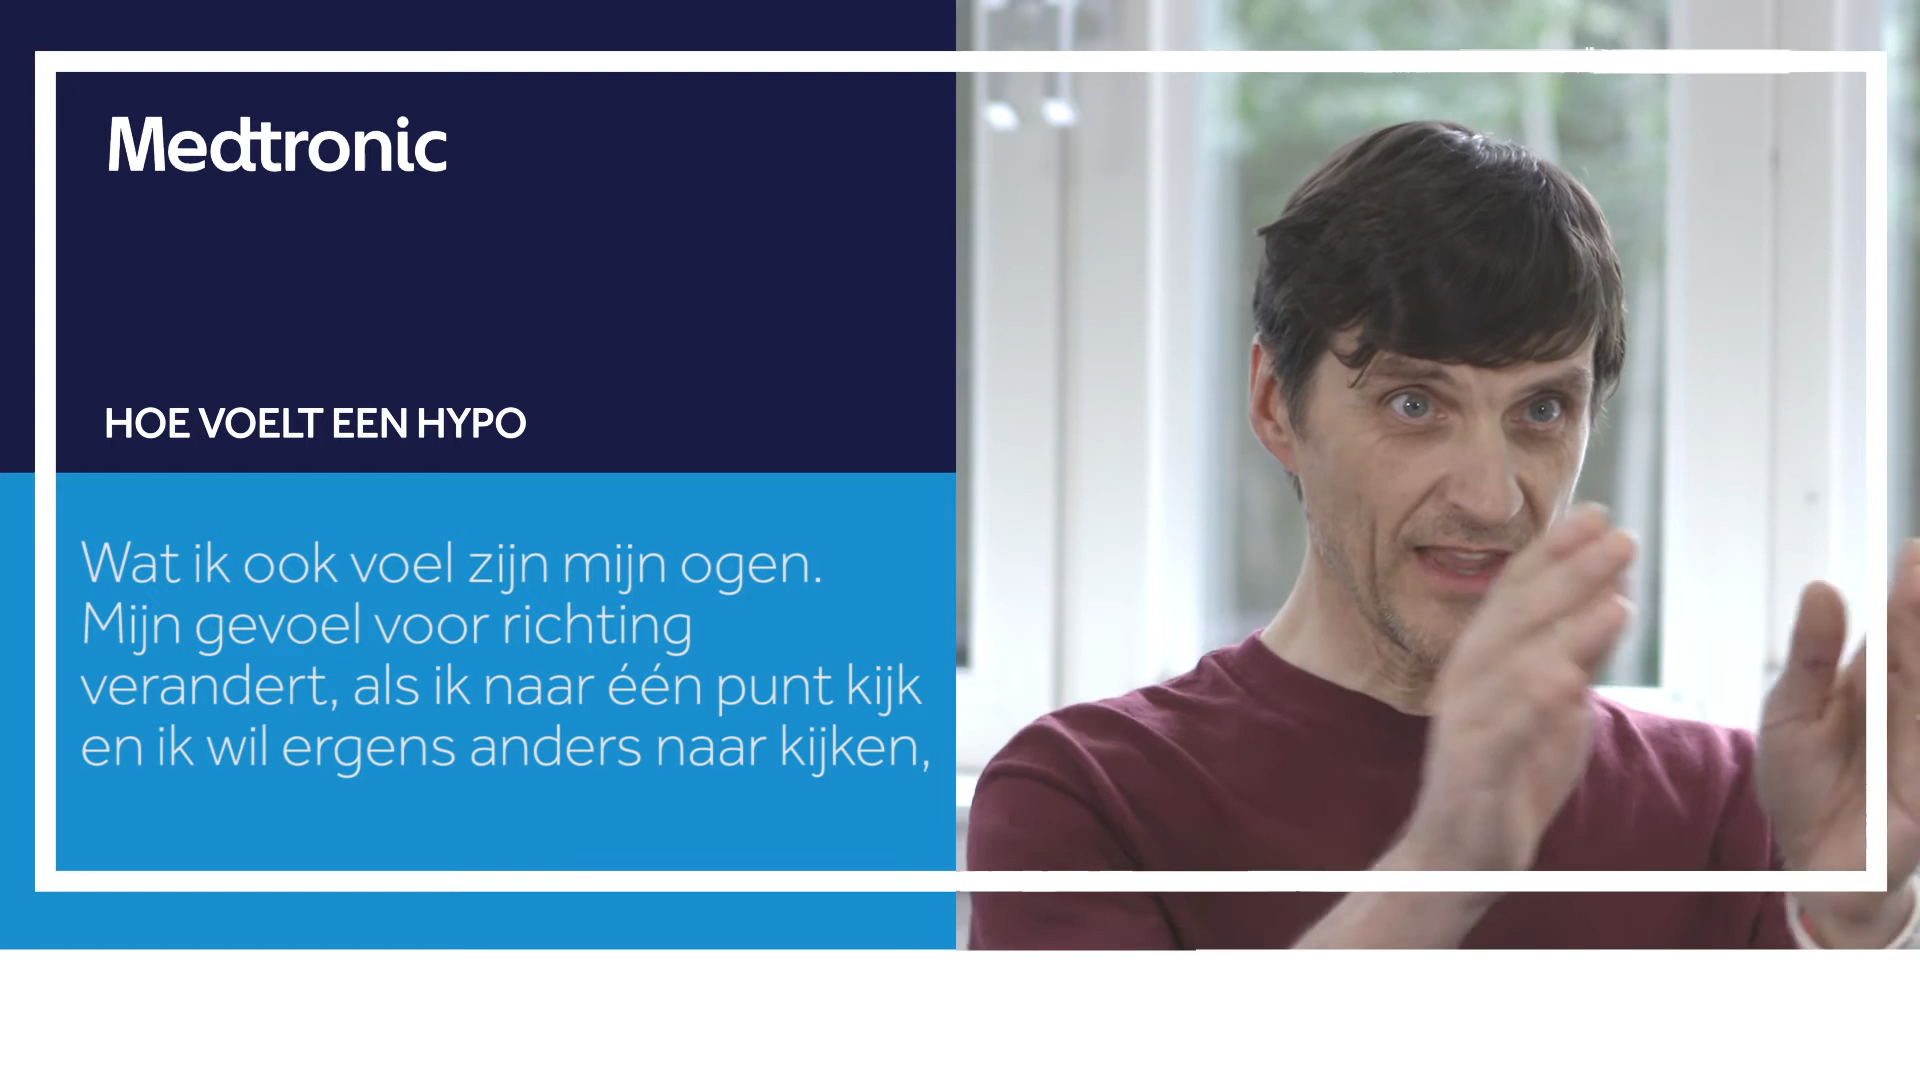 Medtronic
HOE VOELT EEN HYPO
Wat ik ook voel zijn mijn ogen.
Mijn gevoel voor richting
verandert, als ik naar één punt kijk
en ik wil ergens anders naar kijken,